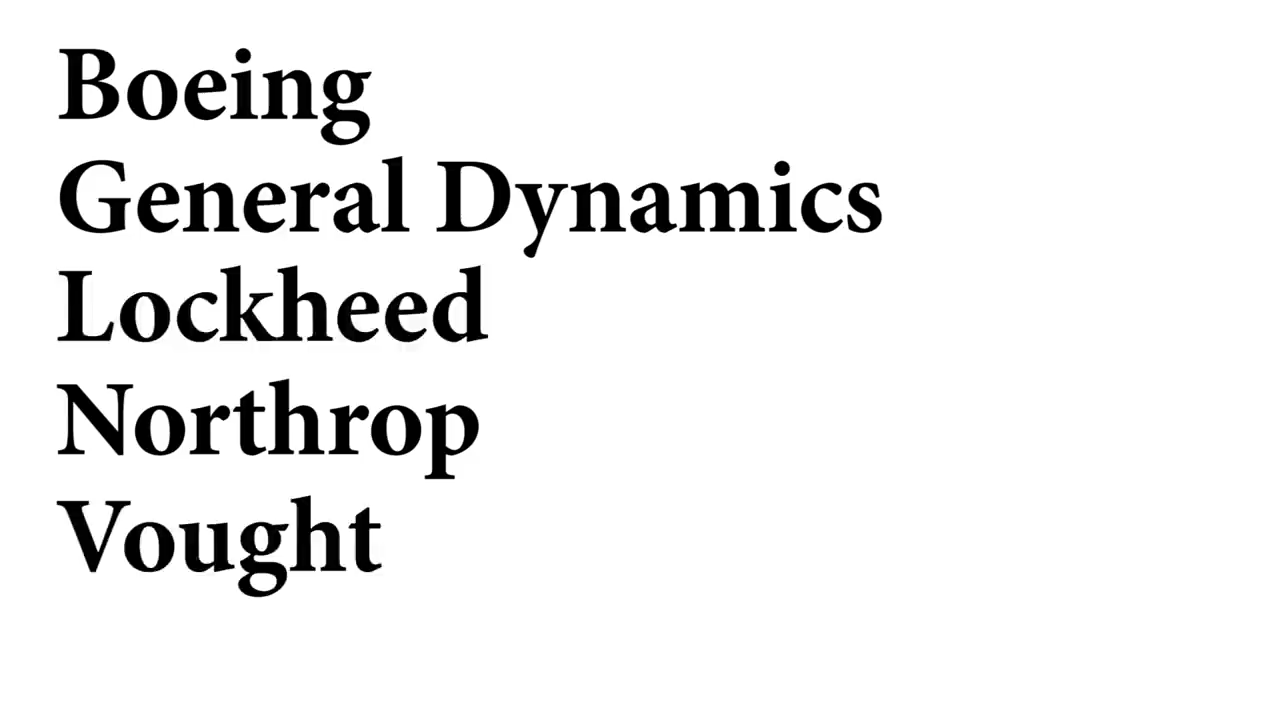 Boeing
General Dynamics
Lockheed
Northrop
Vought